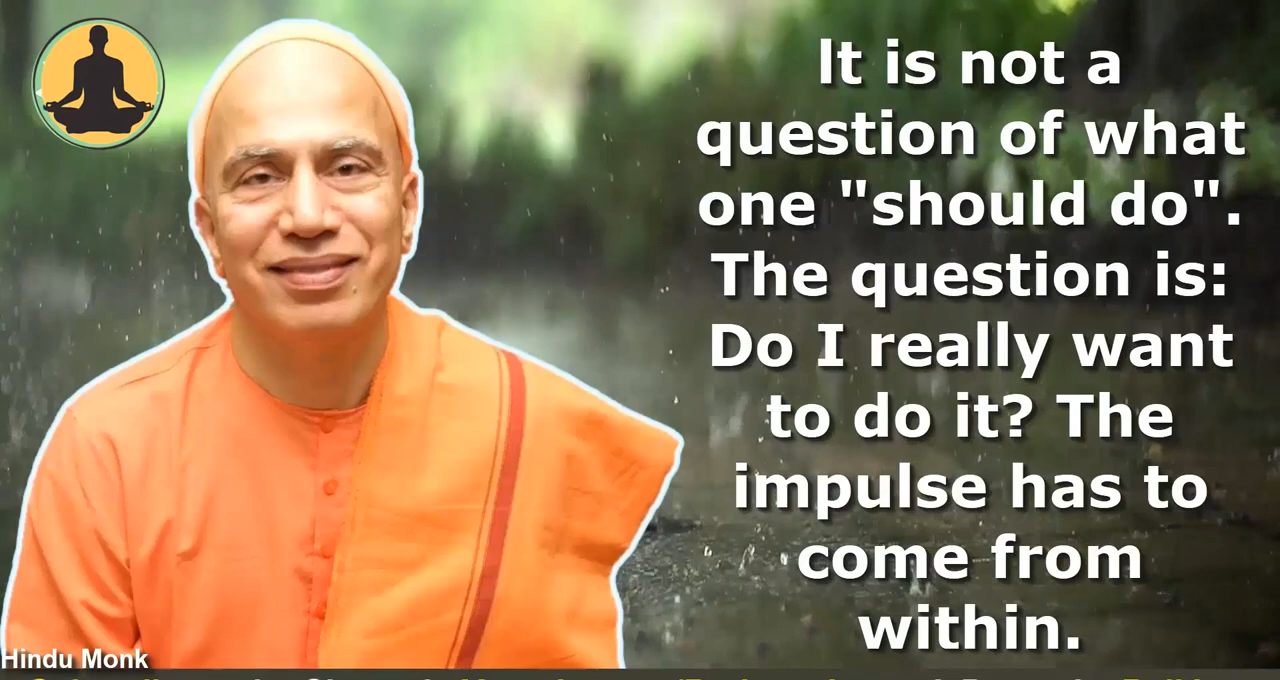 It is not a
question of what
one "should do".
The question is:
Do I really want
to do it? The
impulse has to
come from
within.
Hindu Monk